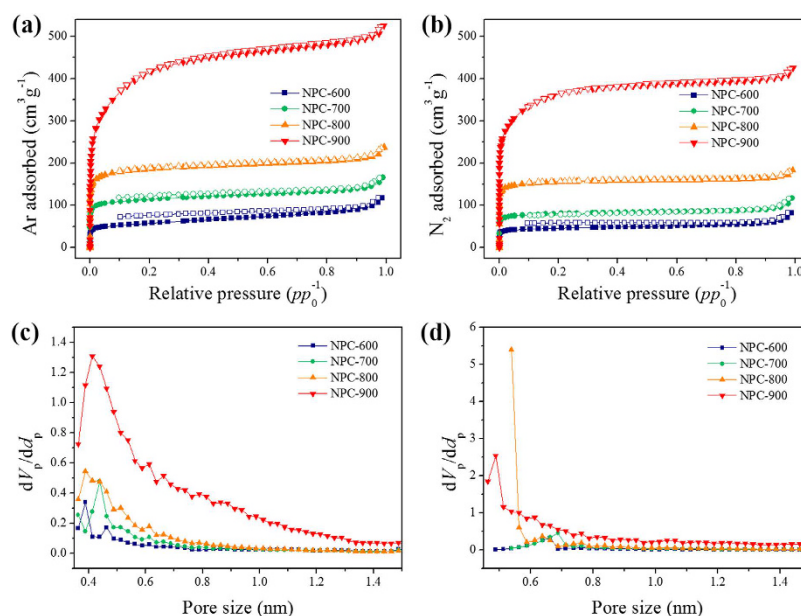 (a)
Ar adsorbed (cm³ g⁻¹)
500
400
300
200
100
0
NPC-600
NPC-700
NPC-800
NPC-900
0.0 0.2 0.4 0.6 0.8 1.0
Relative pressure (pp₀⁻¹)
(b)
N₂ adsorbed (cm³ g⁻¹)
500
400
300
200
100
0
NPC-600
NPC-700
NPC-800
NPC-900
0.0 0.2 0.4 0.6 0.8 1.0
Relative pressure (pp₀⁻¹)
(c)
dVₚ/ddₚ
1.4
1.2
1.0
0.8
0.6
0.4
0.2
0.0
NPC-600
NPC-700
NPC-800
NPC-900
0.4 0.6 0.8 1.0 1.2 1.4
Pore size (nm)
(d)
dVₚ/ddₚ
6
5
4
3
2
1
0
NPC-600
NPC-700
NPC-800
NPC-900
0.6 0.8 1.0 1.2 1.4
Pore size (nm)